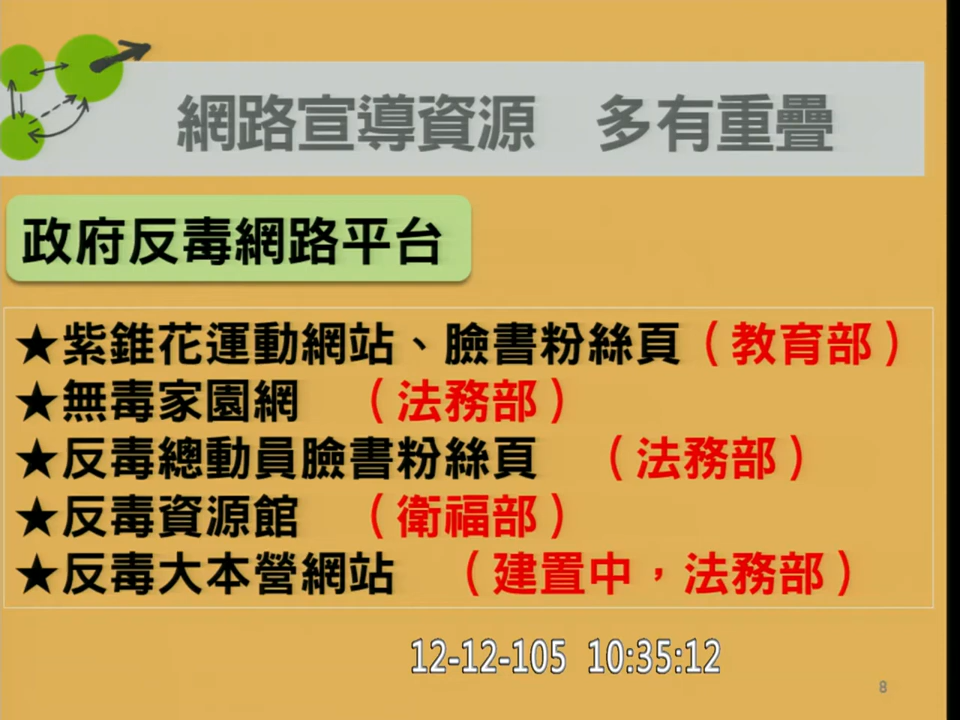 網路宣導資源　多有重疊
政府反毒網路平台
★紫錐花運動網站、臉書粉絲頁（教育部）
★無毒家園網　（法務部）
★反毒總動員臉書粉絲頁　（法務部）
★反毒資源館　（衛福部）
★反毒大本營網站　（建置中，法務部）
12-12-105 10:35:12
8